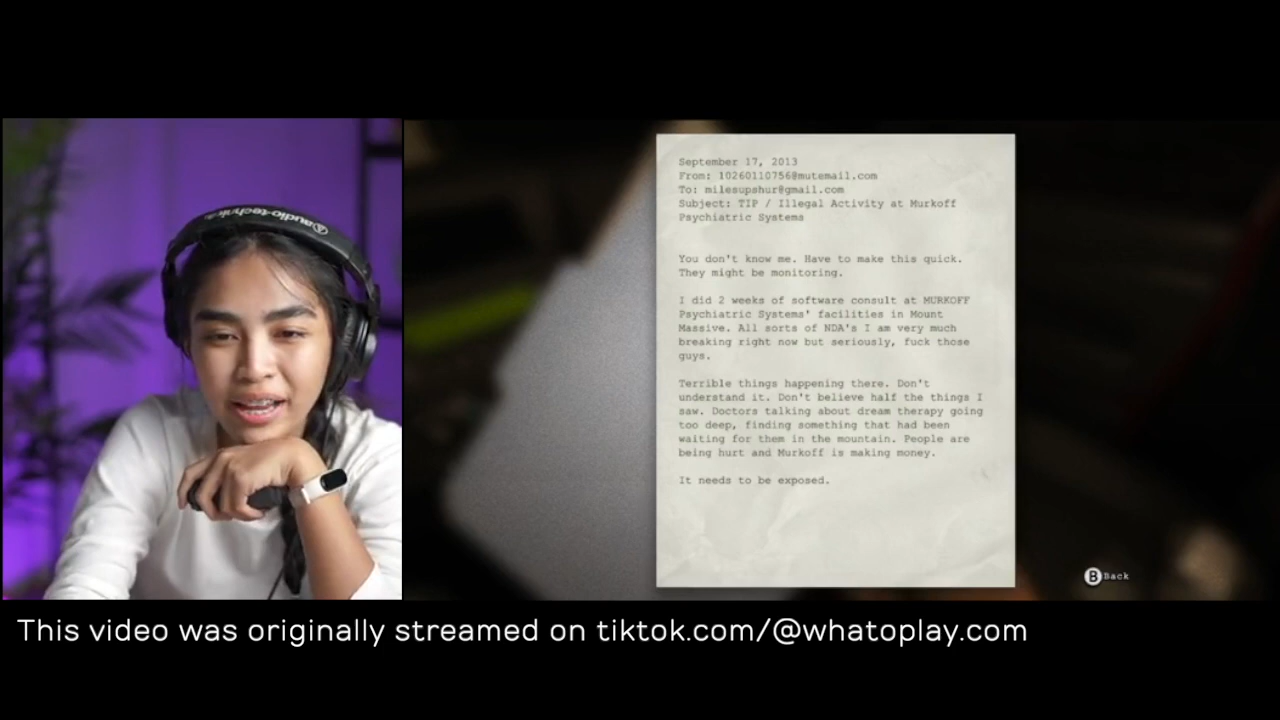 audio-technica
September 17, 2013
From: 10260110756@mutemail.com
To: milesupshur@gmail.com
Subject: TIP / Illegal Activity at Murkoff
Psychiatric Systems
You don't know me. Have to make this quick.
They might be monitoring.
I did 2 weeks of software consult at MURKOFF
Psychiatric Systems' facilities in Mount
Massive. All sorts of NDA's I am very much
breaking right now but seriously, fuck those
guys.
Terrible things happening there. Don't
understand it. Don't believe half the things I
saw. Doctors talking about dream therapy going
too deep, finding something that had been
waiting for them in the mountain. People are
being hurt and Murkoff is making money.
It needs to be exposed.
B Back
This video was originally streamed on tiktok.com/@whatoplay.com